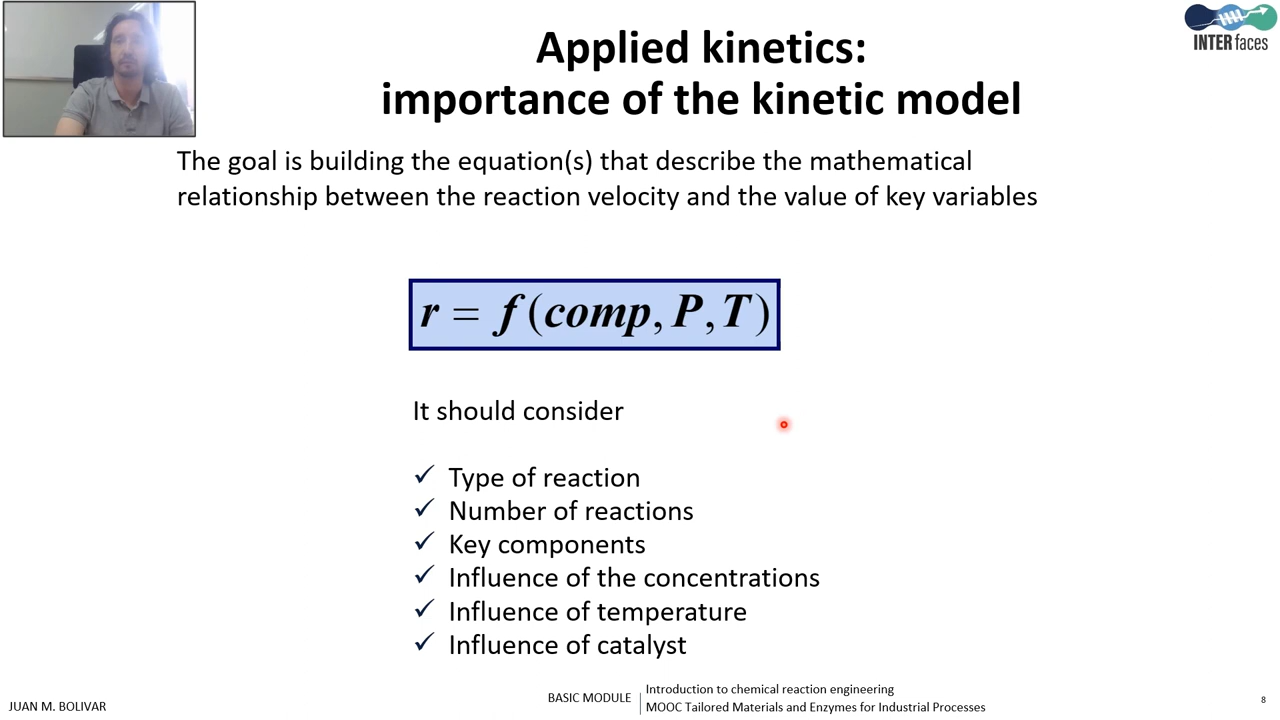 INTERfaces
Applied kinetics:
importance of the kinetic model
The goal is building the equation(s) that describe the mathematical
relationship between the reaction velocity and the value of key variables
r = f(comp, P, T)
It should consider
✓ Type of reaction
✓ Number of reactions
✓ Key components
✓ Influence of the concentrations
✓ Influence of temperature
✓ Influence of catalyst
JUAN M. BOLIVAR
BASIC MODULE
Introduction to chemical reaction engineering
MOOC Tailored Materials and Enzymes for Industrial Processes
8